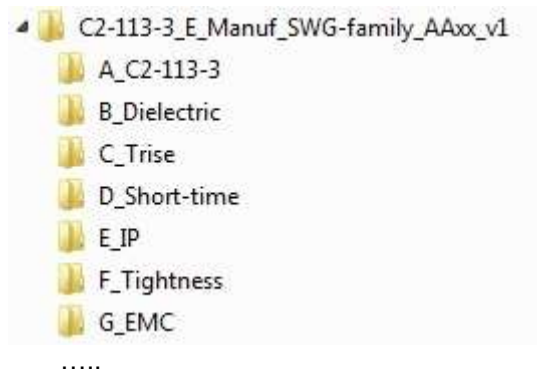 C2-113-3_E_Manuf_SWG-family_AAxx_v1
A_C2-113-3
B_Dielectric
C_Trise
D_Short-time
E_IP
F_Tightness
G_EMC
.....